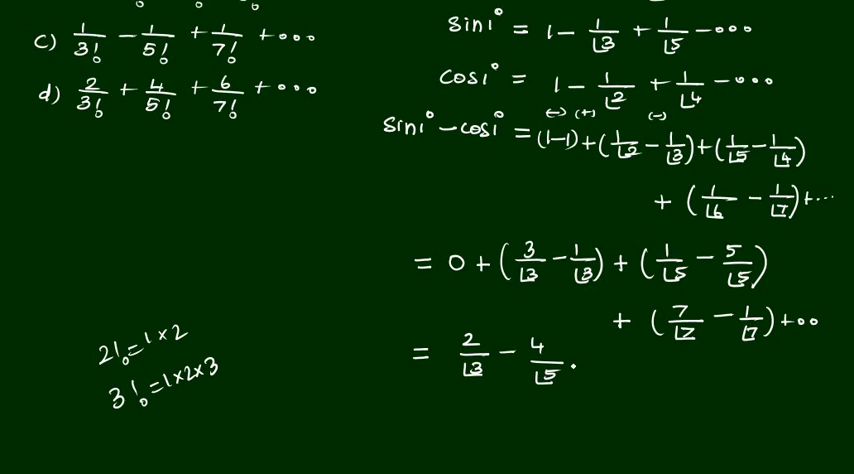 c) 1/3! - 1/5! + 1/7! + ...
d) 2/3! + 4/5! + 6/7! + ...
sin1° = 1 - 1/⌊3 + 1/⌊5 - ...
cos1° = 1 - 1/⌊2 + 1/⌊4 - ...
(-) (+) (-)
sin1° - cos1° = (1-1) + (1/⌊2 - 1/⌊3) + (1/⌊5 - 1/⌊4)
+ (1/⌊6 - 1/⌊7) + ...
= 0 + (3/⌊3 - 1/⌊3) + (1/⌊5 - 5/⌊5)
+ (7/⌊7 - 1/⌊7) + ..
= 2/⌊3 - 4/⌊5 .
2! = 1×2
3! = 1×2×3